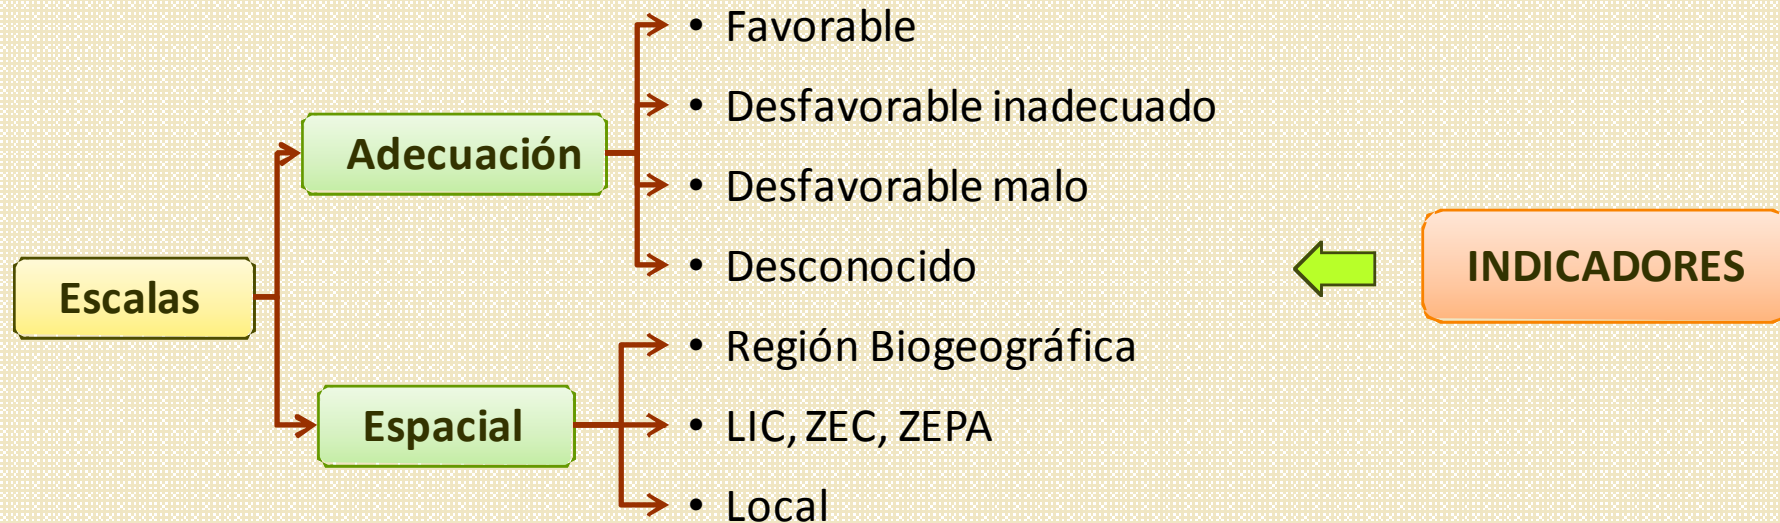 Escalas
Adecuación
• Favorable
• Desfavorable inadecuado
• Desfavorable malo
• Desconocido
Espacial
• Región Biogeográfica
• LIC, ZEC, ZEPA
• Local
INDICADORES